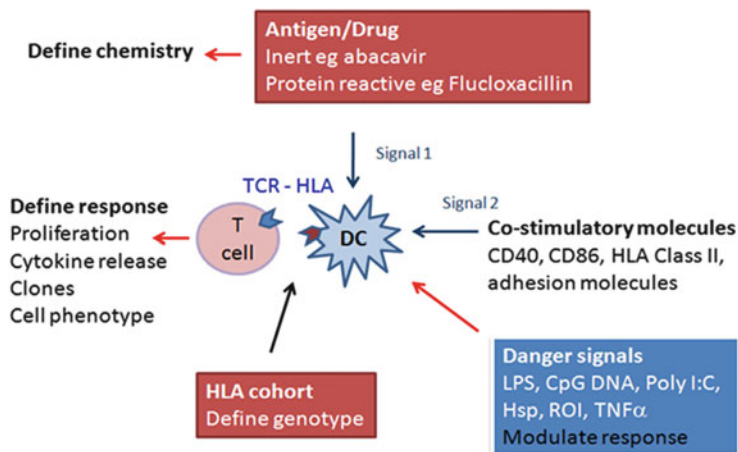 Antigen/Drug
Inert eg abacavir
Protein reactive eg Flucloxacillin
Define chemistry
Signal 1
TCR - HLA
Signal 2
Define response
Proliferation
Cytokine release
Clones
Cell phenotype
T
cell
DC
Co-stimulatory molecules
CD40, CD86, HLA Class II,
adhesion molecules
HLA cohort
Define genotype
Danger signals
LPS, CpG DNA, Poly I:C,
Hsp, ROI, TNFα
Modulate response